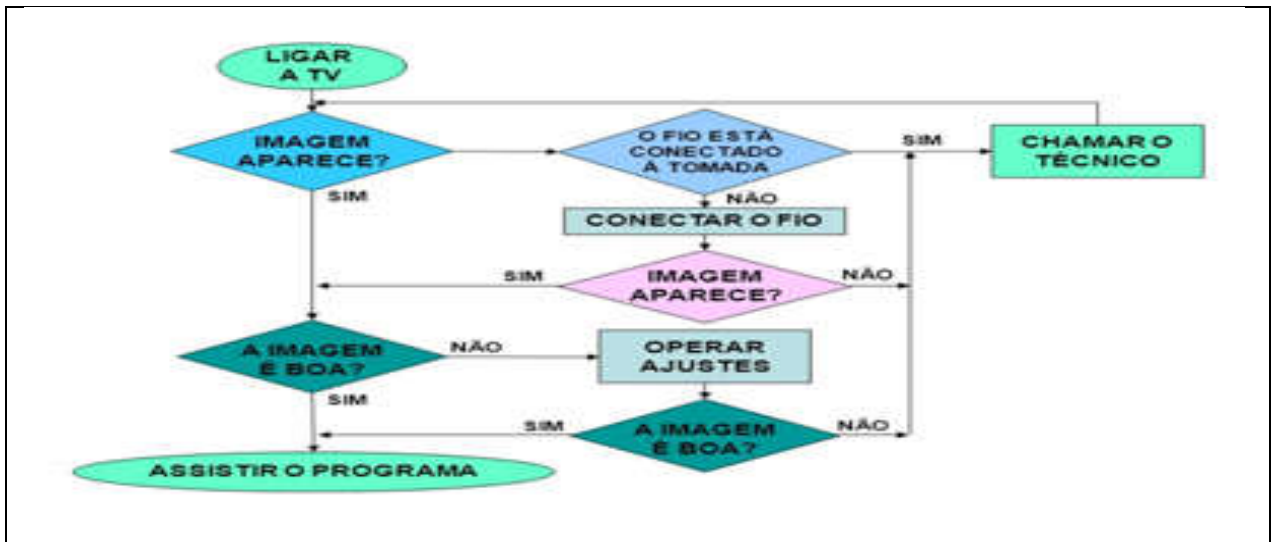 LIGAR
A TV
IMAGEM
APARECE?
O FIO ESTÁ
CONECTADO
À TOMADA
SIM
CHAMAR O
TÉCNICO
SIM
NÃO
CONECTAR O FIO
SIM
IMAGEM
APARECE?
NÃO
A IMAGEM
É BOA?
NÃO
OPERAR
AJUSTES
SIM
SIM
A IMAGEM
É BOA?
NÃO
ASSISTIR O PROGRAMA